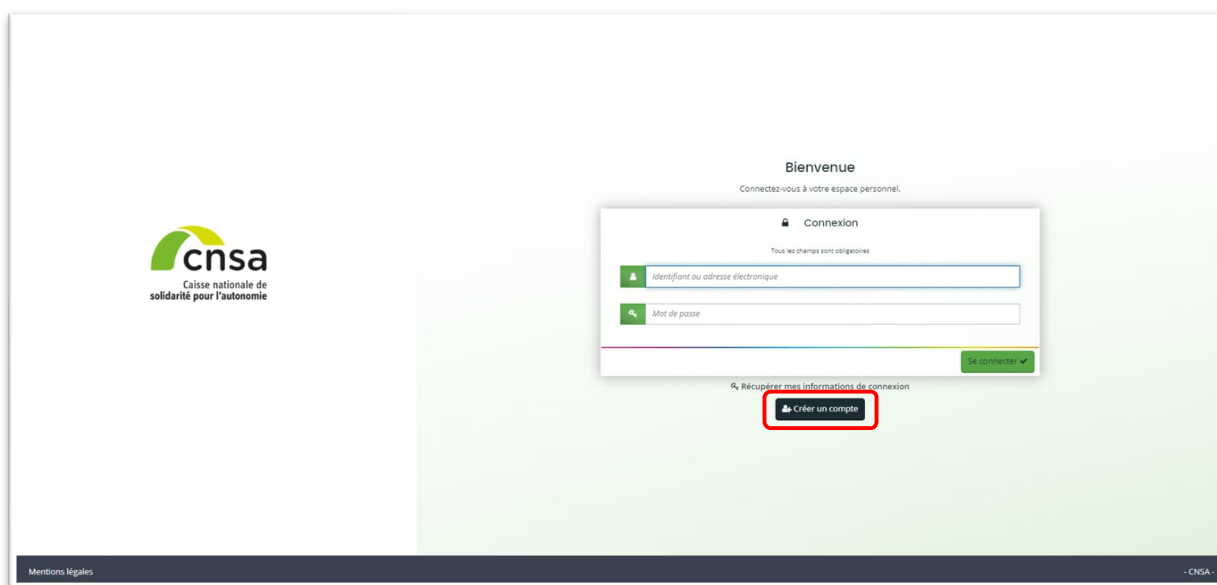 cnsa
Caisse nationale de
solidarité pour l'autonomie
Bienvenue
Connectez-vous à votre espace personnel.
Connexion
Tous les champs sont obligatoires
Identifiant ou adresse électronique
Mot de passe
Se connecter
Récupérer mes informations de connexion
Créer un compte
Mentions légales
- CNSA -